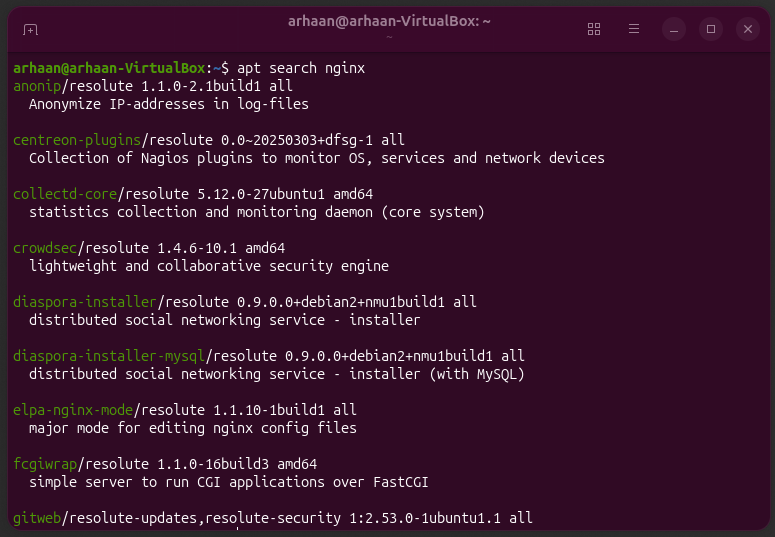 arhaan@arhaan-VirtualBox: ~
~
arhaan@arhaan-VirtualBox:~$ apt search nginx
anonip/resolute 1.1.0-2.1build1 all
  Anonymize IP-addresses in log-files

centreon-plugins/resolute 0.0~20250303+dfsg-1 all
  Collection of Nagios plugins to monitor OS, services and network devices

collectd-core/resolute 5.12.0-27ubuntu1 amd64
  statistics collection and monitoring daemon (core system)

crowdsec/resolute 1.4.6-10.1 amd64
  lightweight and collaborative security engine

diaspora-installer/resolute 0.9.0.0+debian2+nmu1build1 all
  distributed social networking service - installer

diaspora-installer-mysql/resolute 0.9.0.0+debian2+nmu1build1 all
  distributed social networking service - installer (with MySQL)

elpa-nginx-mode/resolute 1.1.10-1build1 all
  major mode for editing nginx config files

fcgiwrap/resolute 1.1.0-16build3 amd64
  simple server to run CGI applications over FastCGI

gitweb/resolute-updates,resolute-security 1:2.53.0-1ubuntu1.1 all